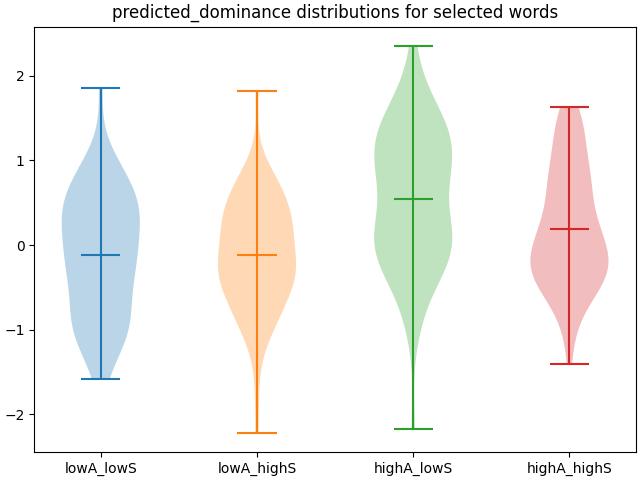 predicted_dominance distributions for selected words
2
1
0
−1
−2
lowA_lowS
lowA_highS
highA_lowS
highA_highS